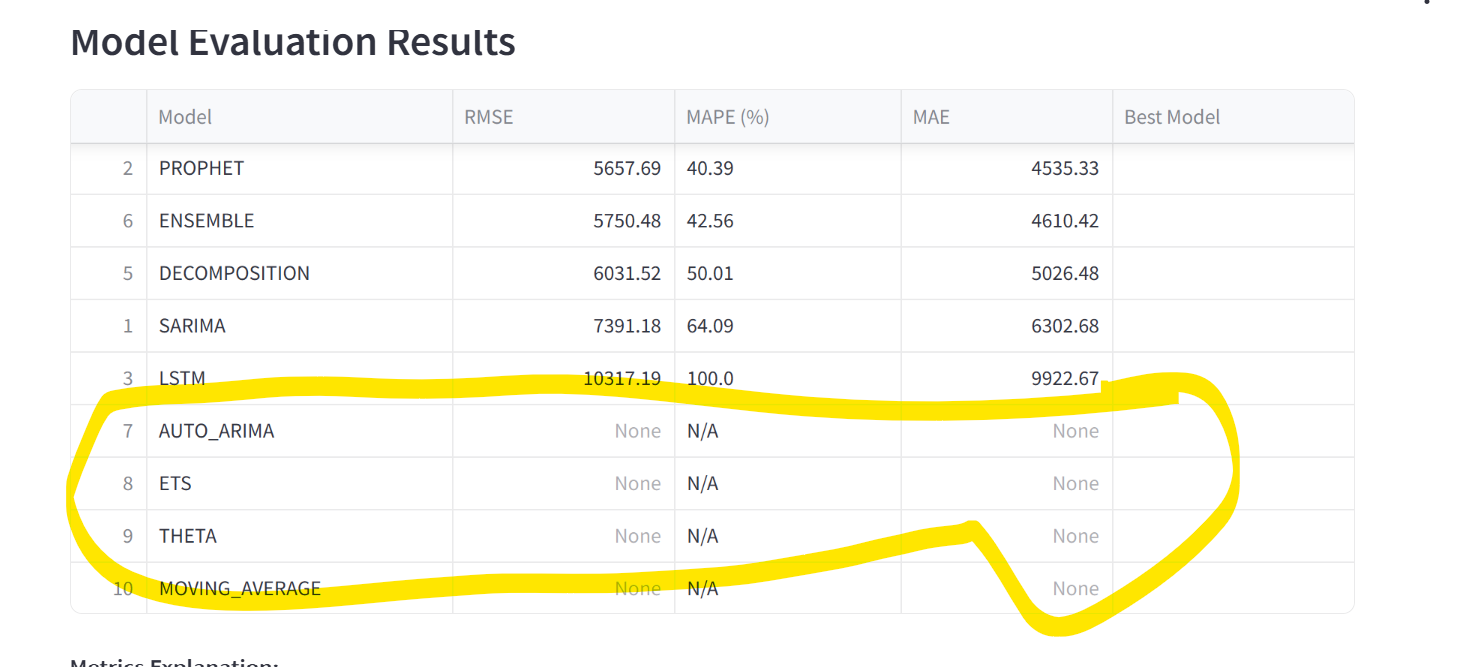 Model Evaluation Results
Model RMSE MAPE (%) MAE Best Model
2 PROPHET 5657.69 40.39 4535.33
6 ENSEMBLE 5750.48 42.56 4610.42
5 DECOMPOSITION 6031.52 50.01 5026.48
1 SARIMA 7391.18 64.09 6302.68
3 LSTM 10317.19 100.0 9922.67
7 AUTO_ARIMA None N/A None
8 ETS None N/A None
9 THETA None N/A None
10 MOVING_AVERAGE None N/A None
Metrics Explanation: